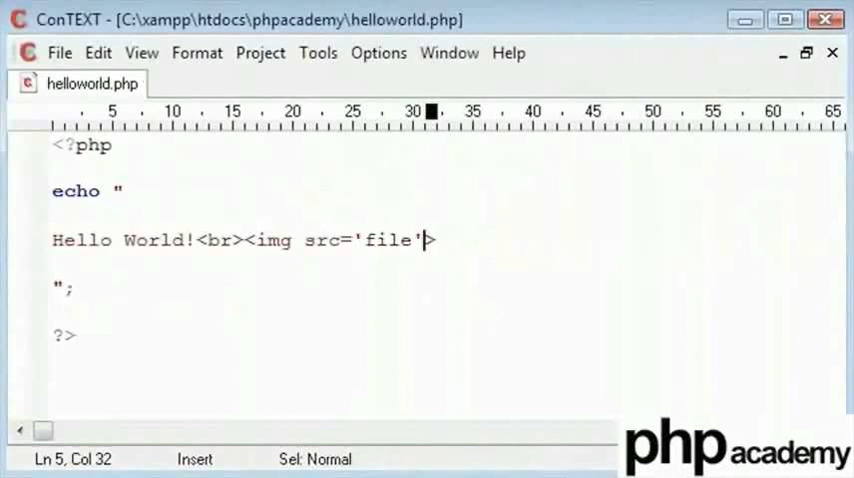 ConTEXT - [C:\xampp\htdocs\phpacademy\helloworld.php]
File Edit View Format Project Tools Options Window Help
helloworld.php
5 10 15 20 25 30 35 40 45 50 55 60 65
<?php
echo "
Hello World!<br><img src='file'>
";
?>
Ln 5, Col 32 Insert Sel: Normal
php academy